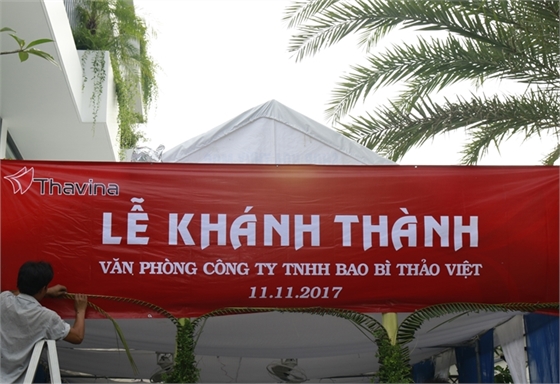 Thavina
LỄ KHÁNH THÀNH
VĂN PHÒNG CÔNG TY TNHH BAO BÌ THẢO VIỆT
11.11.2017